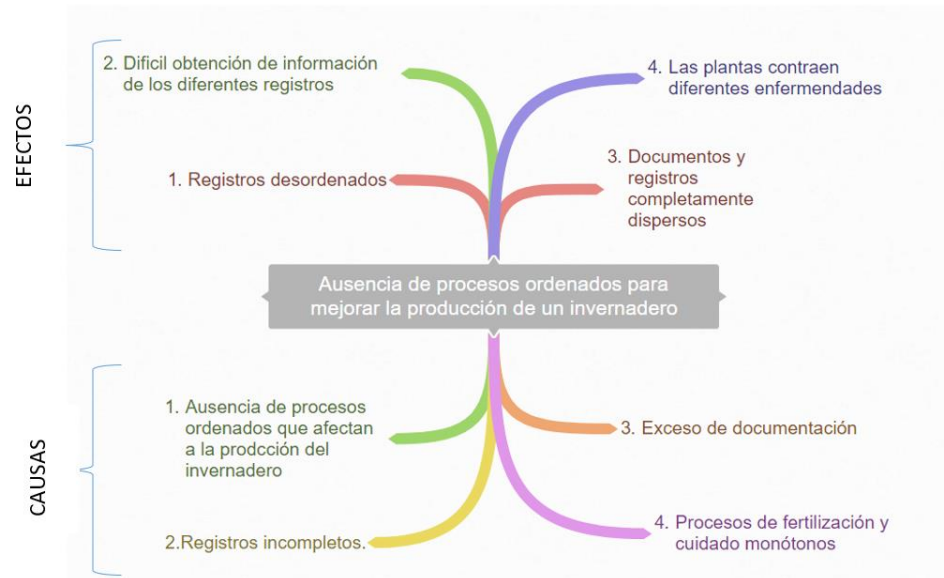 EFECTOS
2. Dificil obtención de información
de los diferentes registros
4. Las plantas contraen
diferentes enfermendades
1. Registros desordenados
3. Documentos y
registros
completamente
dispersos
Ausencia de procesos ordenados para
mejorar la producción de un invernadero
CAUSAS
1. Ausencia de procesos
ordenados que afectan
a la prodcción del
invernadero
3. Exceso de documentación
2.Registros incompletos.
4. Procesos de fertilización y
cuidado monótonos